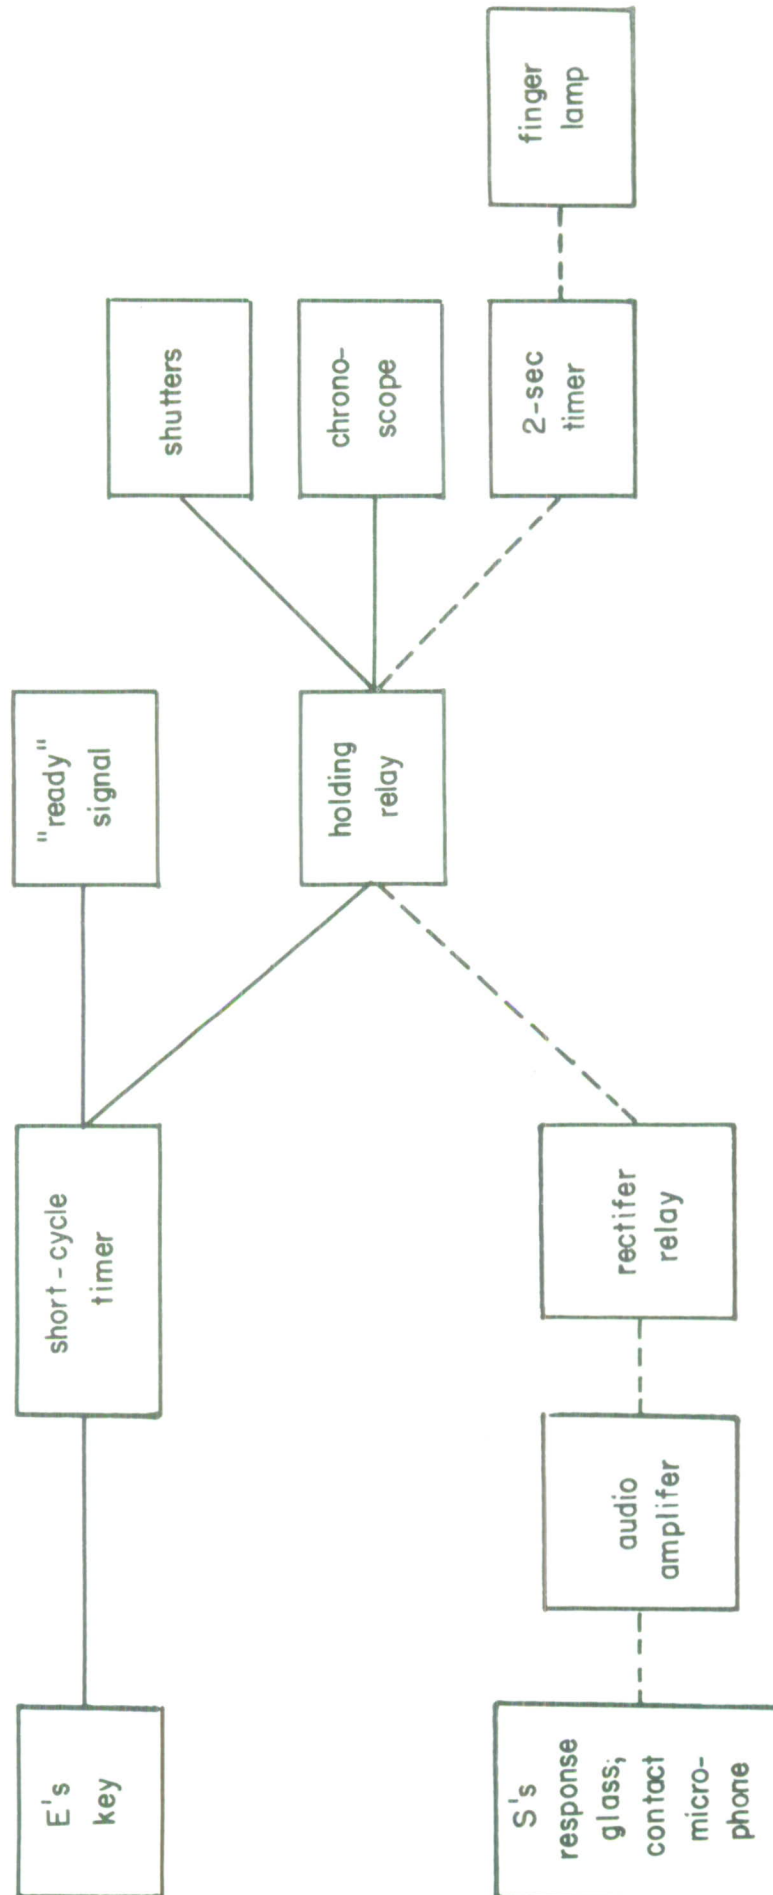 E's
key
short-cycle
timer
"ready"
signal
holding
relay
shutters
chrono-
scope
2-sec
timer
finger
lamp
S's
response
glass;
contact
micro-
phone
audio
amplifer
rectifer
relay